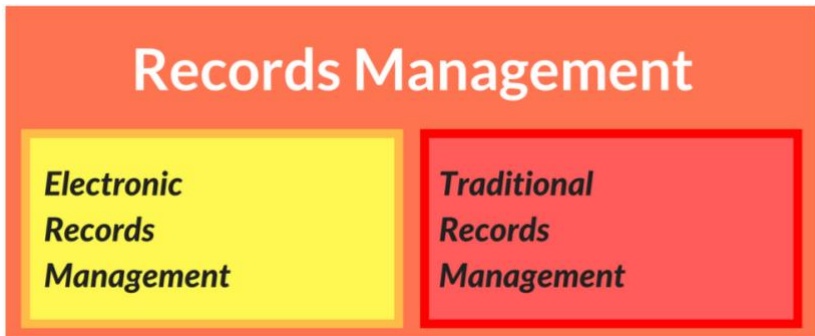 Records Management
Electronic
Records
Management
Traditional
Records
Management